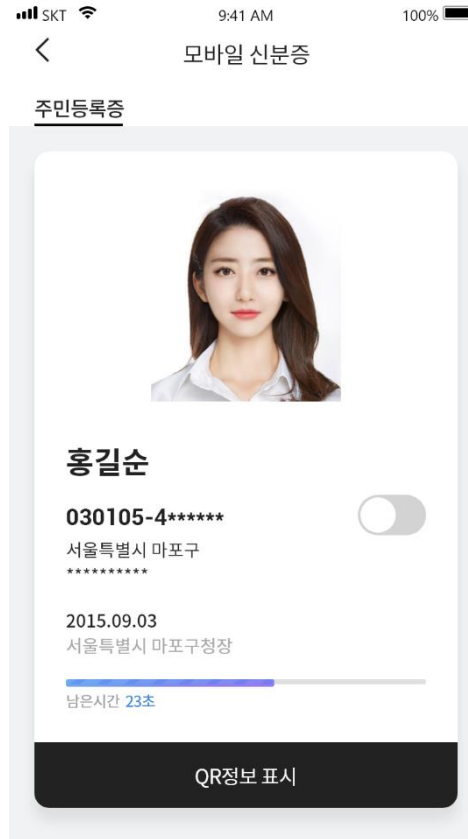 SKT 9:41 AM 100%
모바일 신분증
주민등록증
홍길순
030105-4******
서울특별시 마포구
**********
2015.09.03
서울특별시 마포구청장
남은시간 23초
QR정보 표시